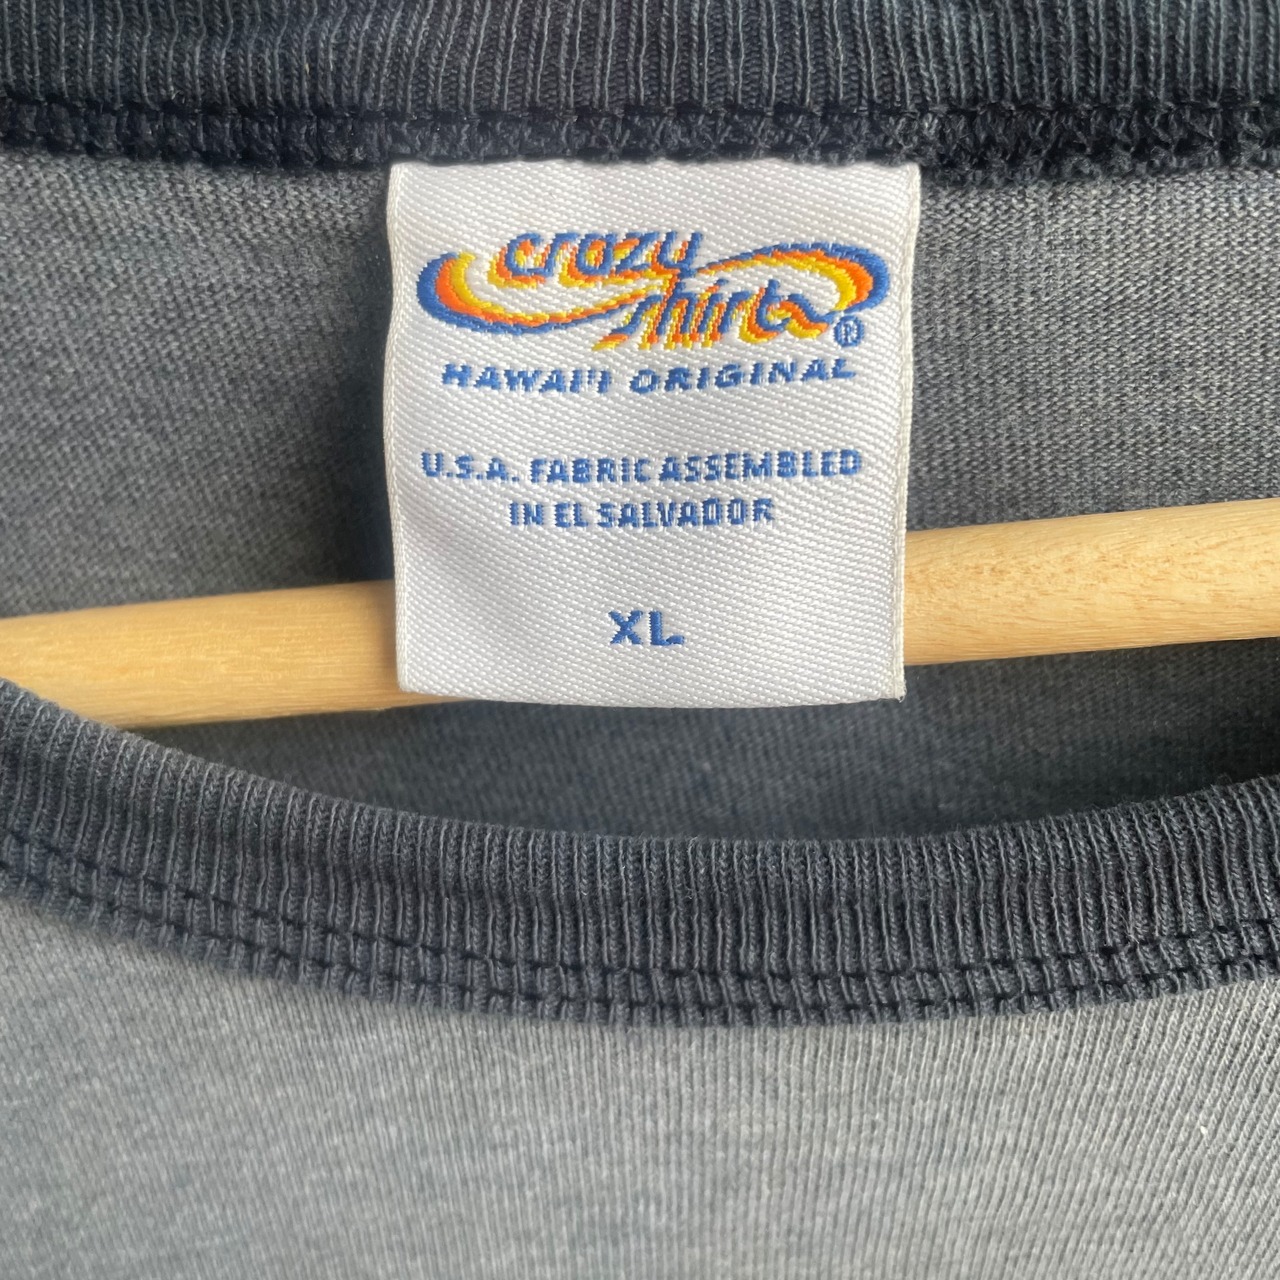 crazy
shirts®
HAWAI'I ORIGINAL
U.S.A. FABRIC ASSEMBLED
IN EL SALVADOR
XL